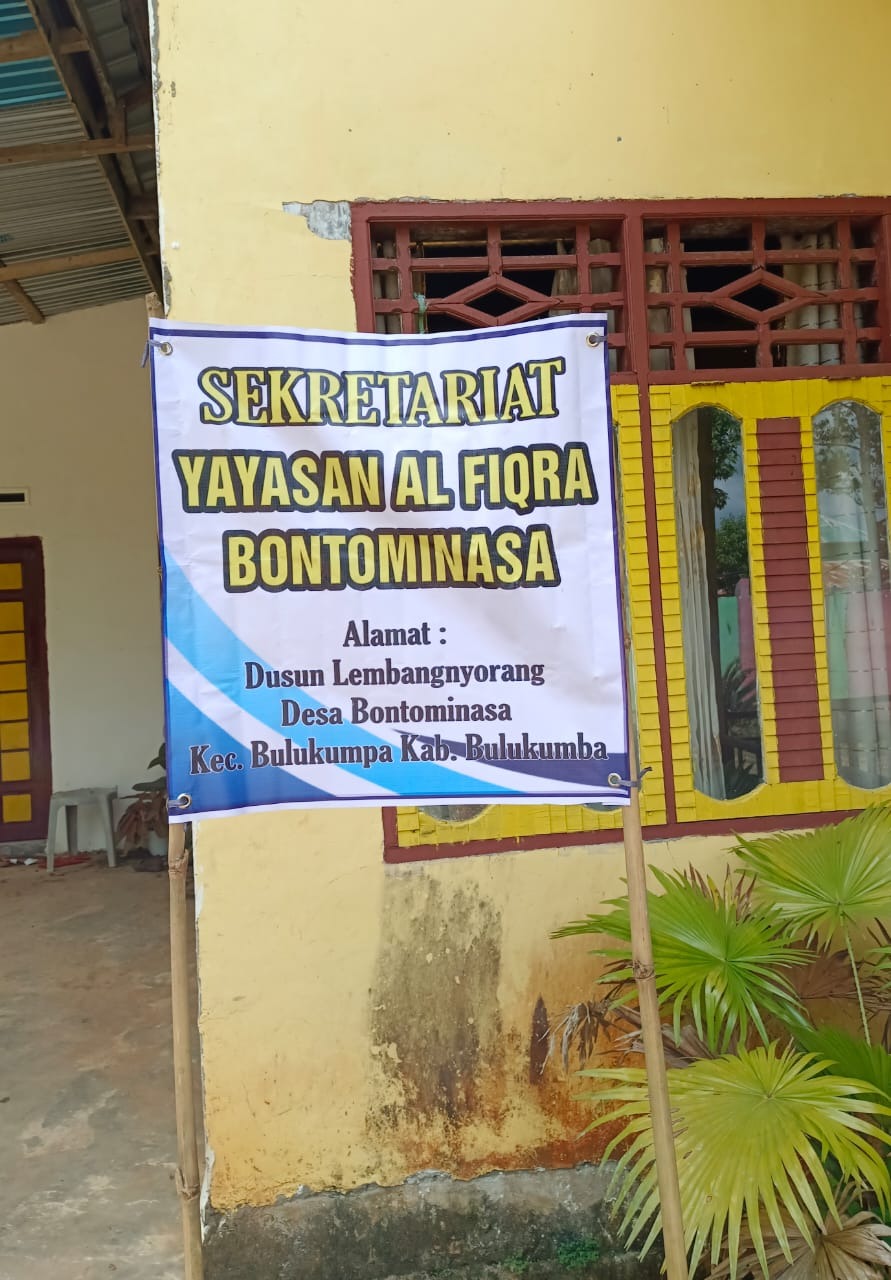 SEKRETARIAT
YAYASAN AL FIQRA
BONTOMINASA
Alamat :
Dusun Lembangnyorang
Desa Bontominasa
Kec. Bulukumpa Kab. Bulukumba